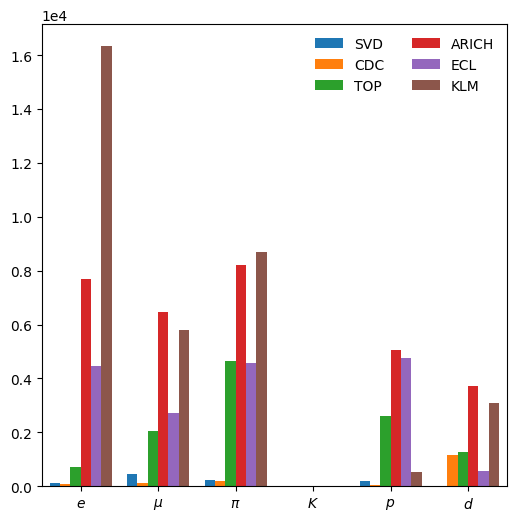 1e4
1.6
1.4
1.2
1.0
0.8
0.6
0.4
0.2
0.0
SVD
CDC
TOP
ARICH
ECL
KLM
e μ π K p d